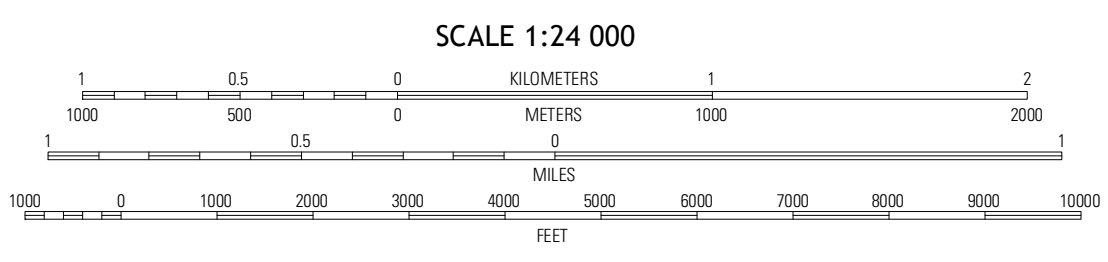 SCALE 1:24 000
1 0.5 0 KILOMETERS 1 2
1000 500 0 METERS 1000 2000
1 0.5 0 1
MILES
1000 0 1000 2000 3000 4000 5000 6000 7000 8000 9000 10000
FEET